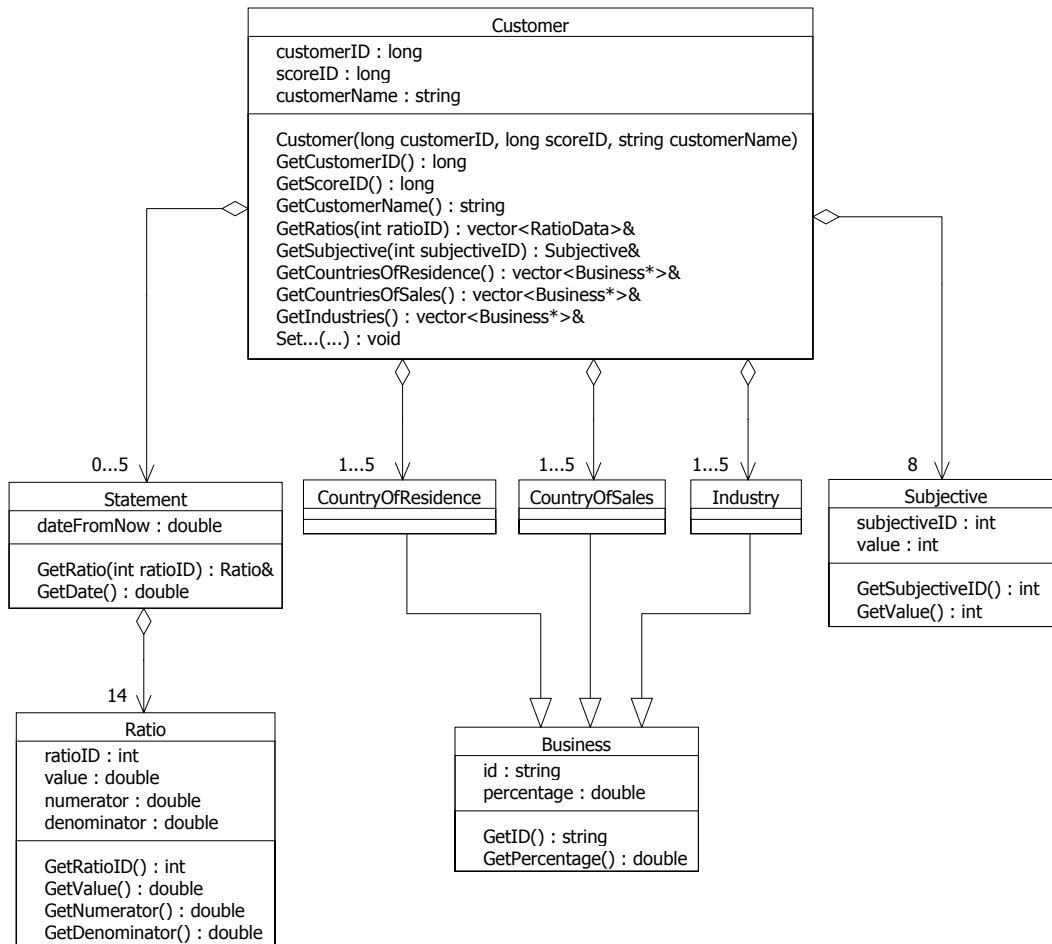 Customer
customerID : long
scoreID : long
customerName : string
Customer(long customerID, long scoreID, string customerName)
GetCustomerID() : long
GetScoreID() : long
GetCustomerName() : string
GetRatios(int ratioID) : vector<RatioData>&
GetSubjective(int subjectiveID) : Subjective&
GetCountriesOfResidence() : vector<Business*>&
GetCountriesOfSales() : vector<Business*>&
GetIndustries() : vector<Business*>&
Set...(...) : void
0...5
1...5
1...5
1...5
8
Statement
dateFromNow : double
GetRatio(int ratioID) : Ratio&
GetDate() : double
CountryOfResidence
CountryOfSales
Industry
Subjective
subjectiveID : int
value : int
GetSubjectiveID() : int
GetValue() : int
14
Ratio
ratioID : int
value : double
numerator : double
denominator : double
GetRatioID() : int
GetValue() : double
GetNumerator() : double
GetDenominator() : double
Business
id : string
percentage : double
GetID() : string
GetPercentage() : double